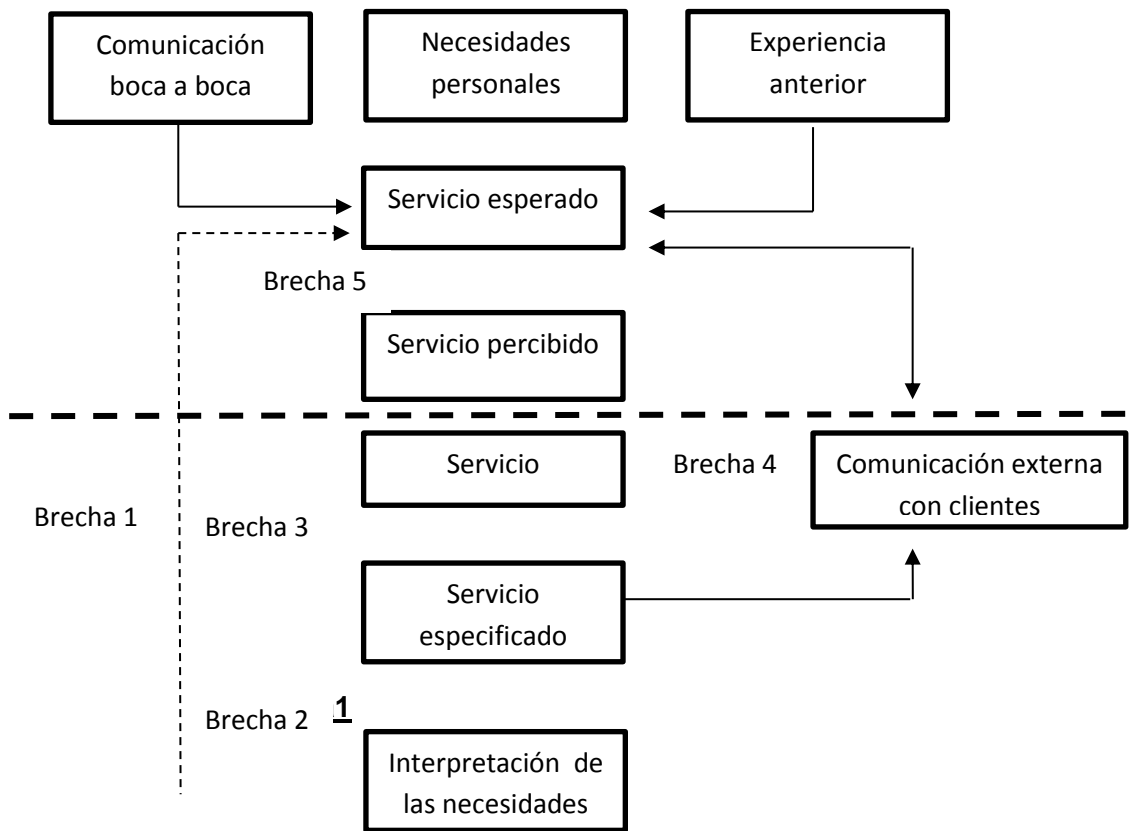 Comunicación
boca a boca
Necesidades
personales
Experiencia
anterior
Servicio esperado
Brecha 5
Servicio percibido
Servicio
Brecha 4
Comunicación externa
con clientes
Brecha 1
Brecha 3
Servicio
especificado
Brecha 2
1
Interpretación de
las necesidades